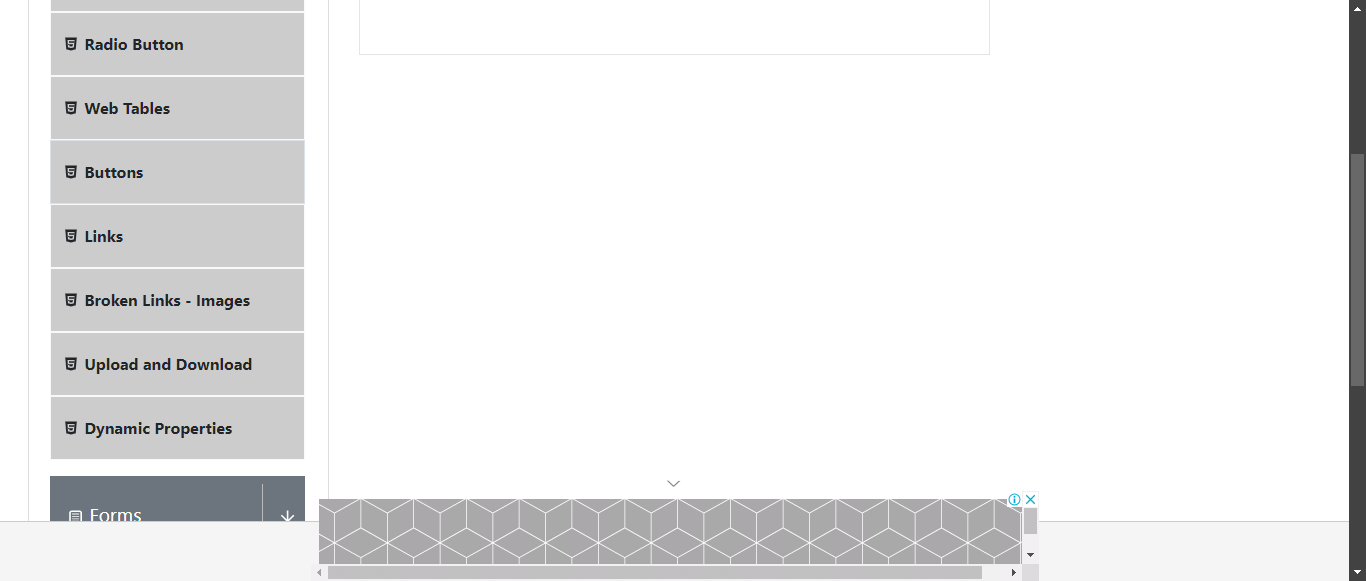 Radio Button
Web Tables
Buttons
Links
Broken Links - Images
Upload and Download
Dynamic Properties
Forms